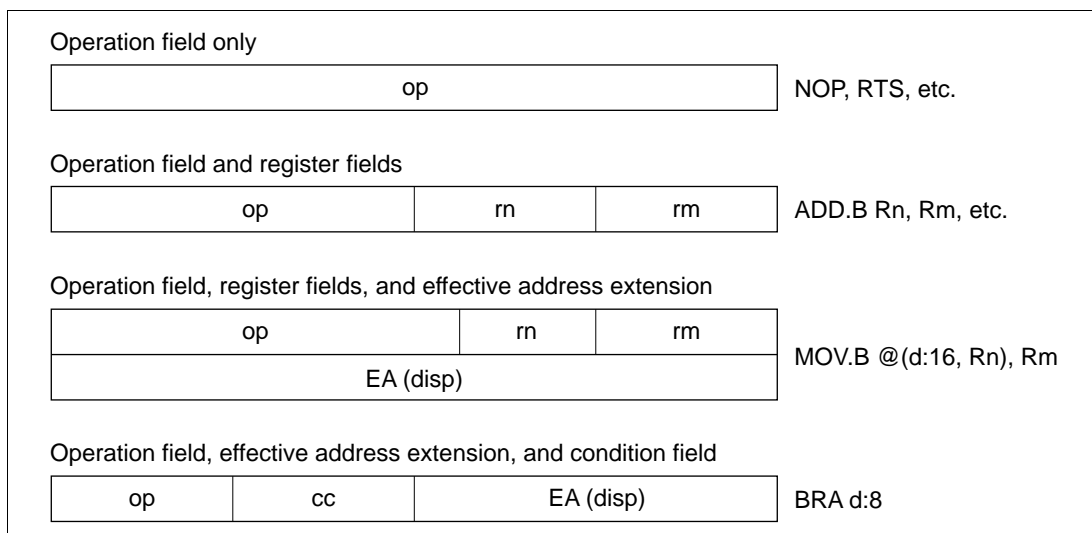 Operation field only
op
NOP, RTS, etc.
Operation field and register fields
op rn rm
ADD.B Rn, Rm, etc.
Operation field, register fields, and effective address extension
op rn rm
EA (disp)
MOV.B @(d:16, Rn), Rm
Operation field, effective address extension, and condition field
op cc EA (disp)
BRA d:8